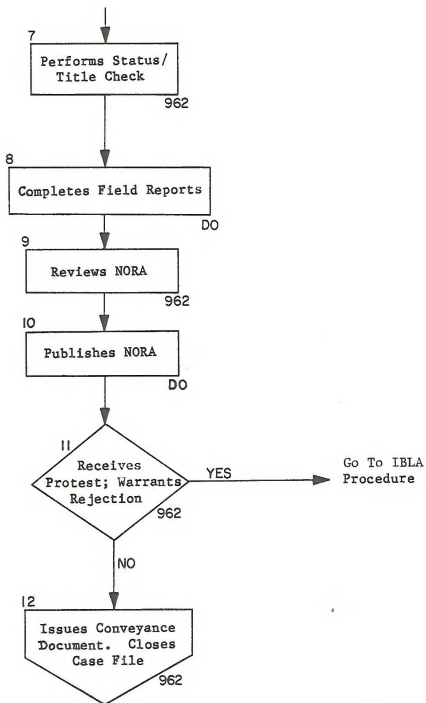 7
Performs Status/
Title Check
962
8
Completes Field Reports
DO
9
Reviews NORA
962
10
Publishes NORA
DO
11
Receives
Protest; Warrants
Rejection
962
YES
Go To IBLA
Procedure
NO
12
Issues Conveyance
Document. Closes
Case File
962